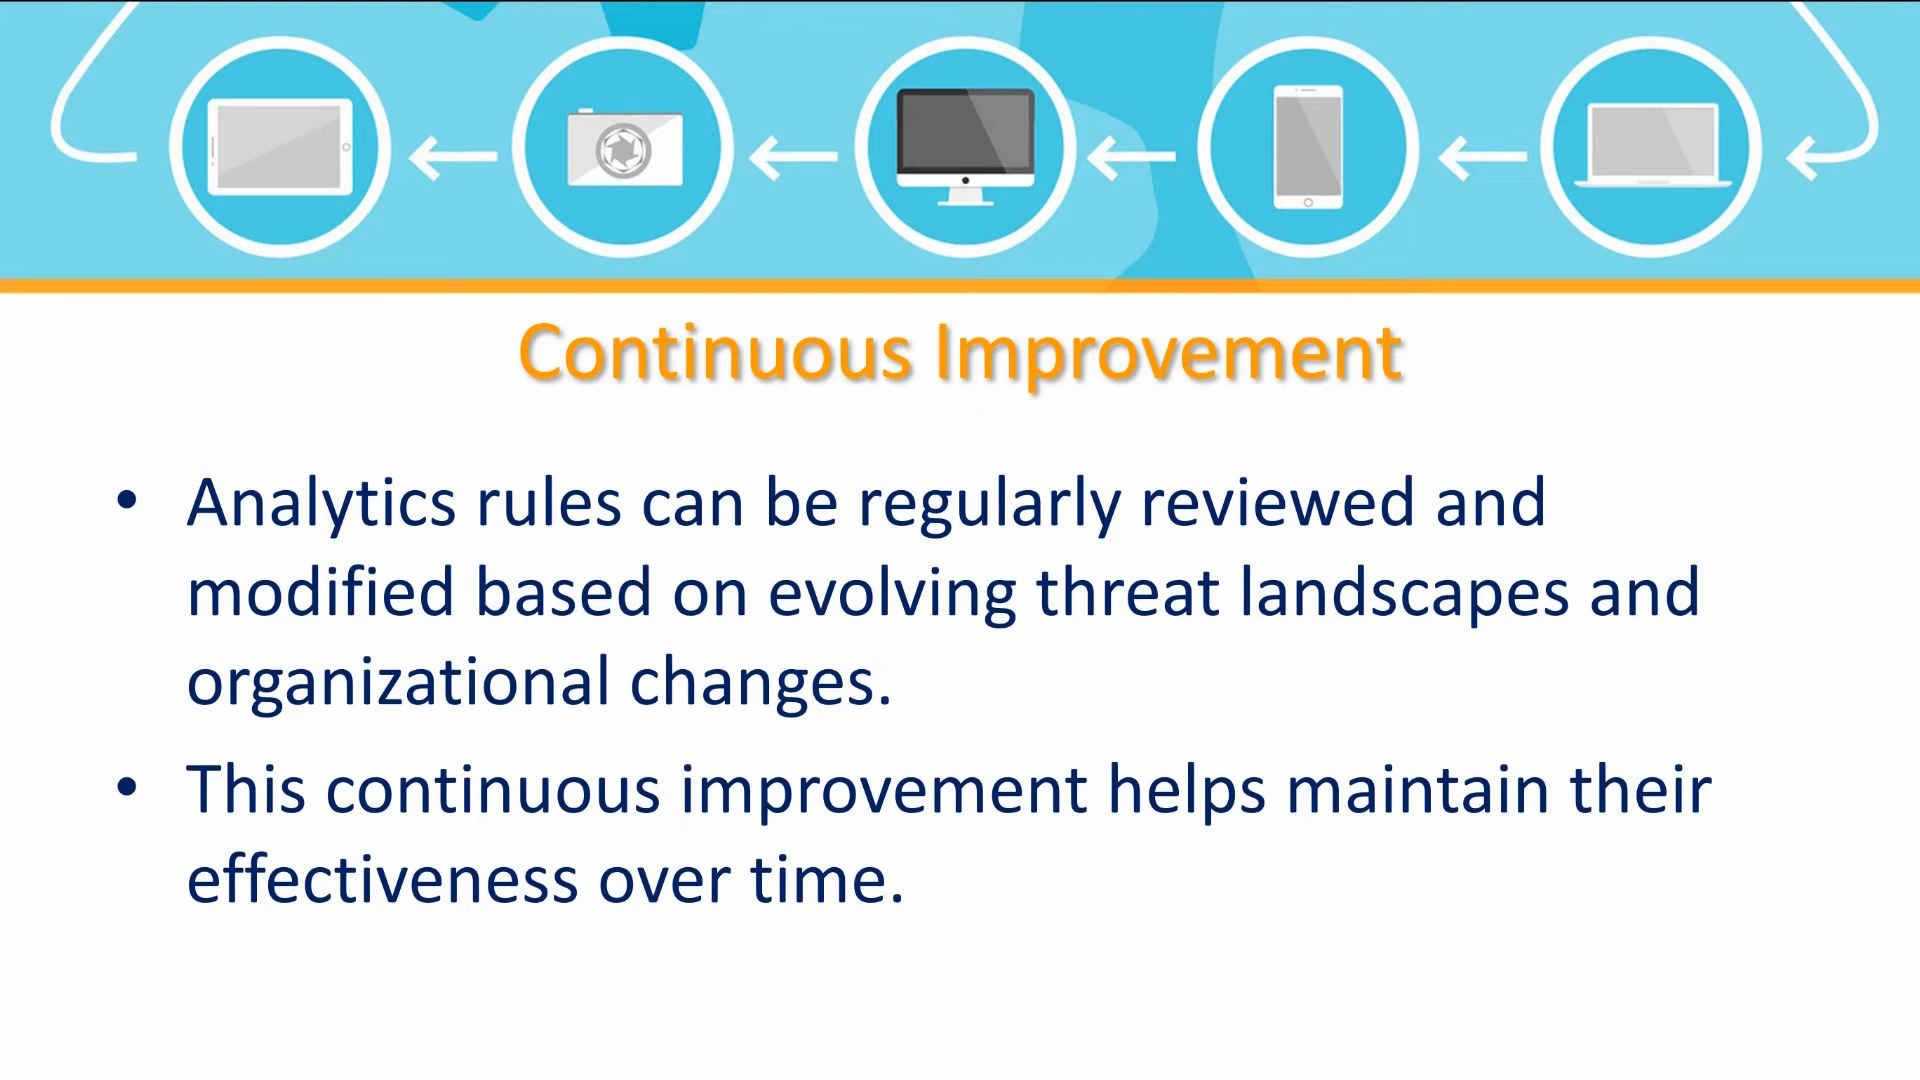 Continuous Improvement
• Analytics rules can be regularly reviewed and
modified based on evolving threat landscapes and
organizational changes.
• This continuous improvement helps maintain their
effectiveness over time.